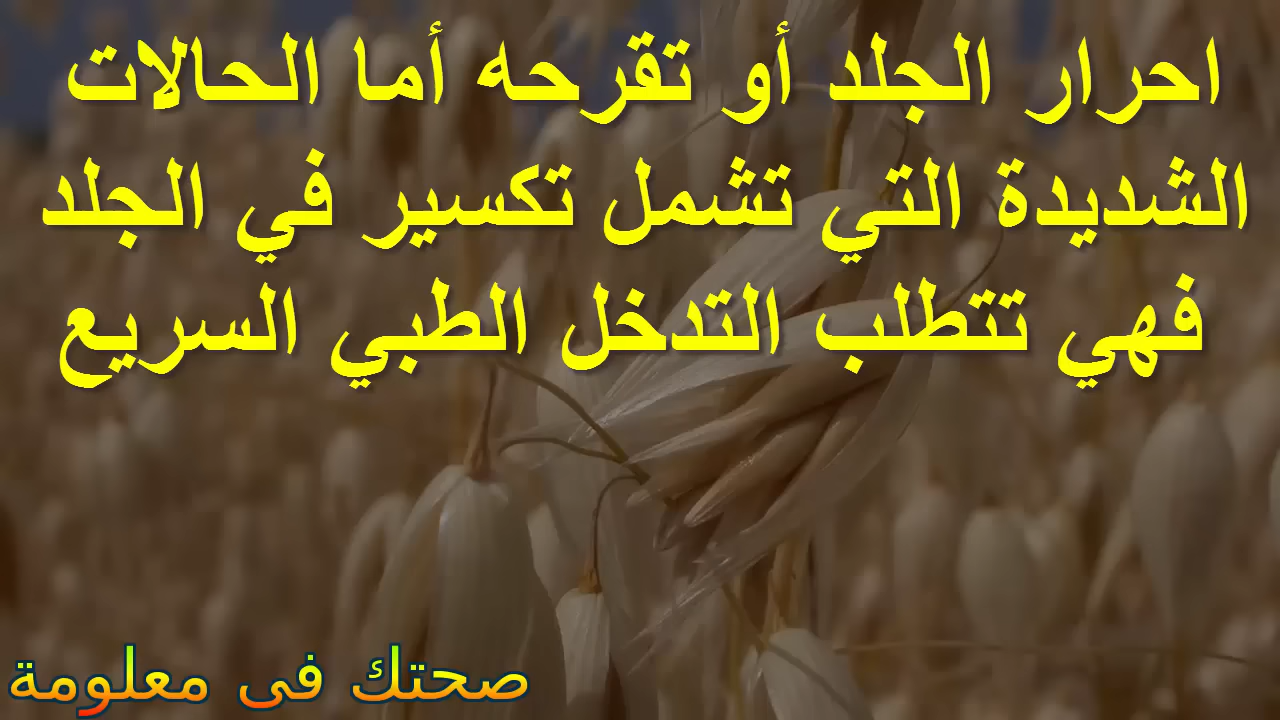 احرار الجلد أو تقرحه أما الحالات
الشديدة التي تشمل تكسير في الجلد
فهي تتطلب التدخل الطبي السريع
صحتك فى معلومة